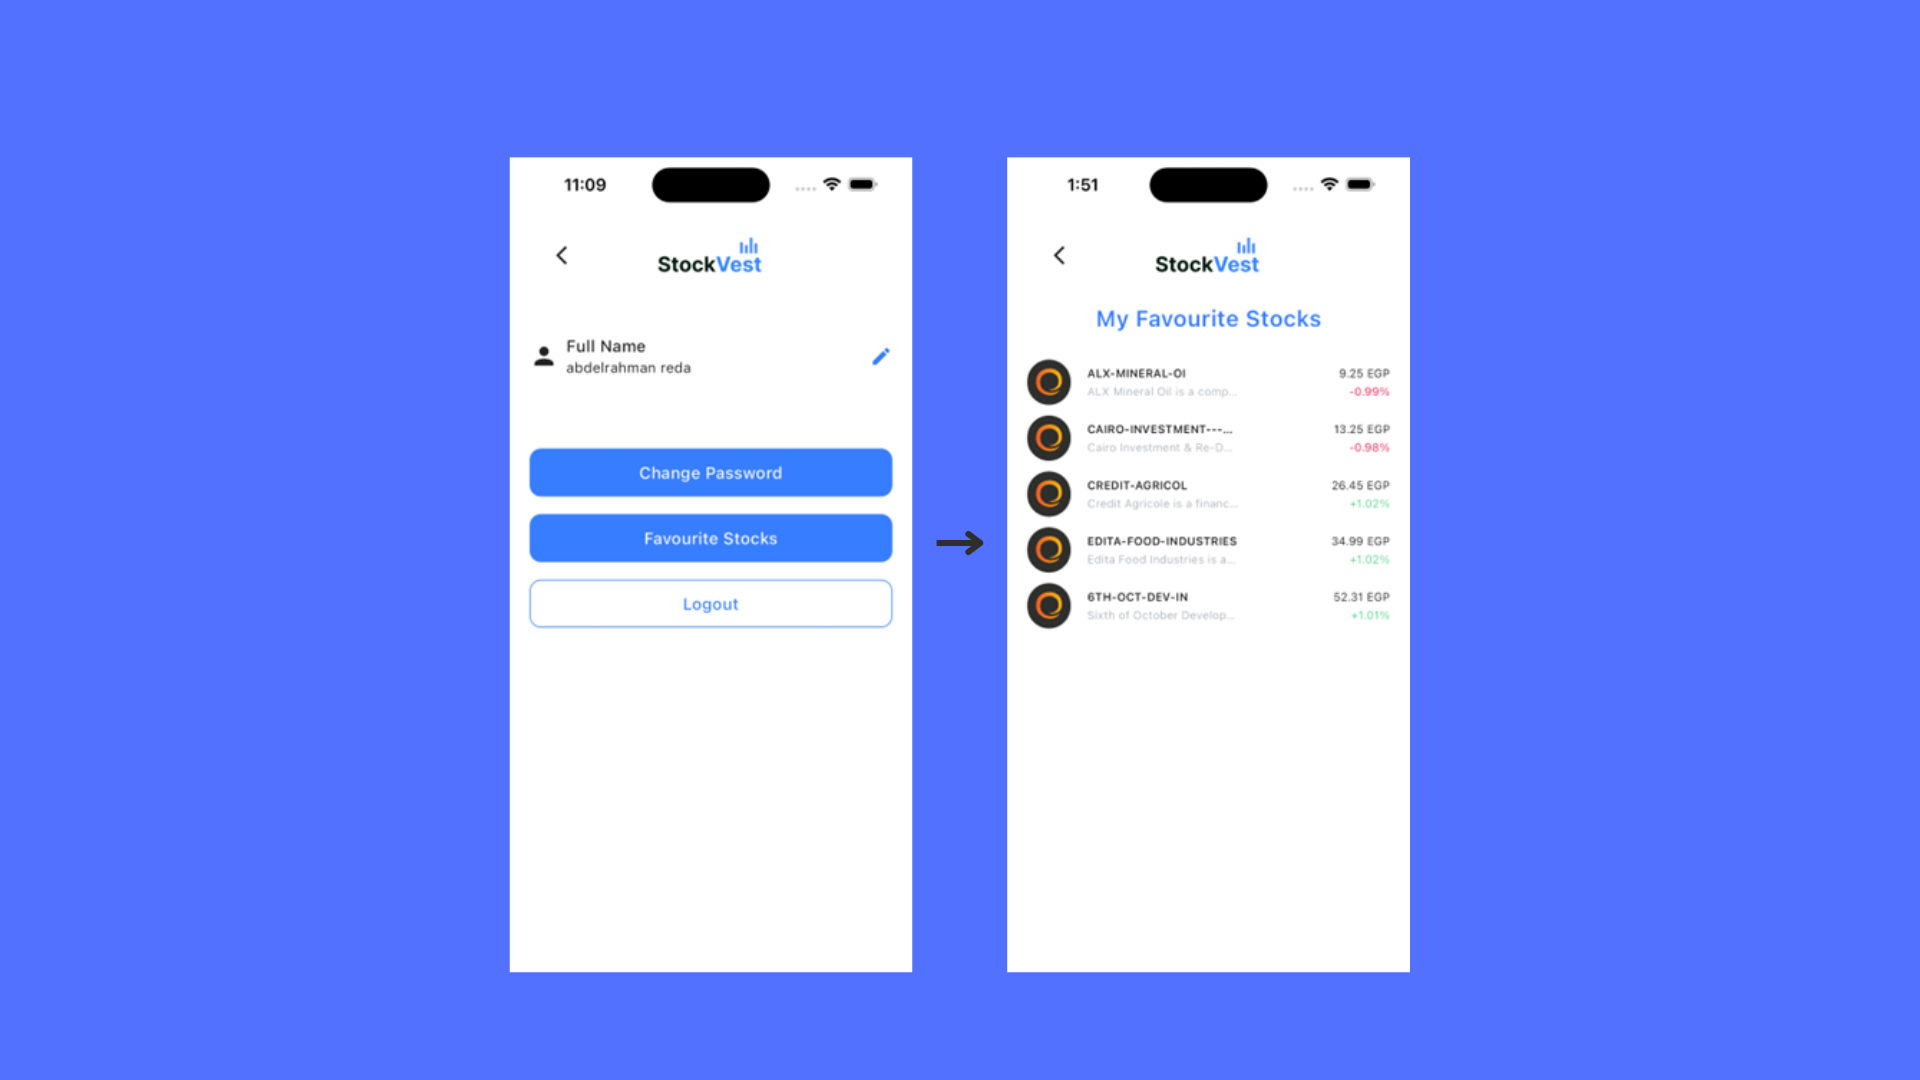 11:09
StockVest
Full Name
abdelrahman reda
Change Password
Favourite Stocks
Logout
1:51
StockVest
My Favourite Stocks
ALX-MINERAL-OI 9.25 EGP
ALX Mineral Oil is a comp... -0.99%
CAIRO-INVESTMENT---... 13.25 EGP
Cairo Investment & Re-D... -0.98%
CREDIT-AGRICOL 26.45 EGP
Credit Agricole is a financ... +1.02%
EDITA-FOOD-INDUSTRIES 34.99 EGP
Edita Food Industries is a... +1.02%
6TH-OCT-DEV-IN 52.31 EGP
Sixth of October Develop... +1.01%